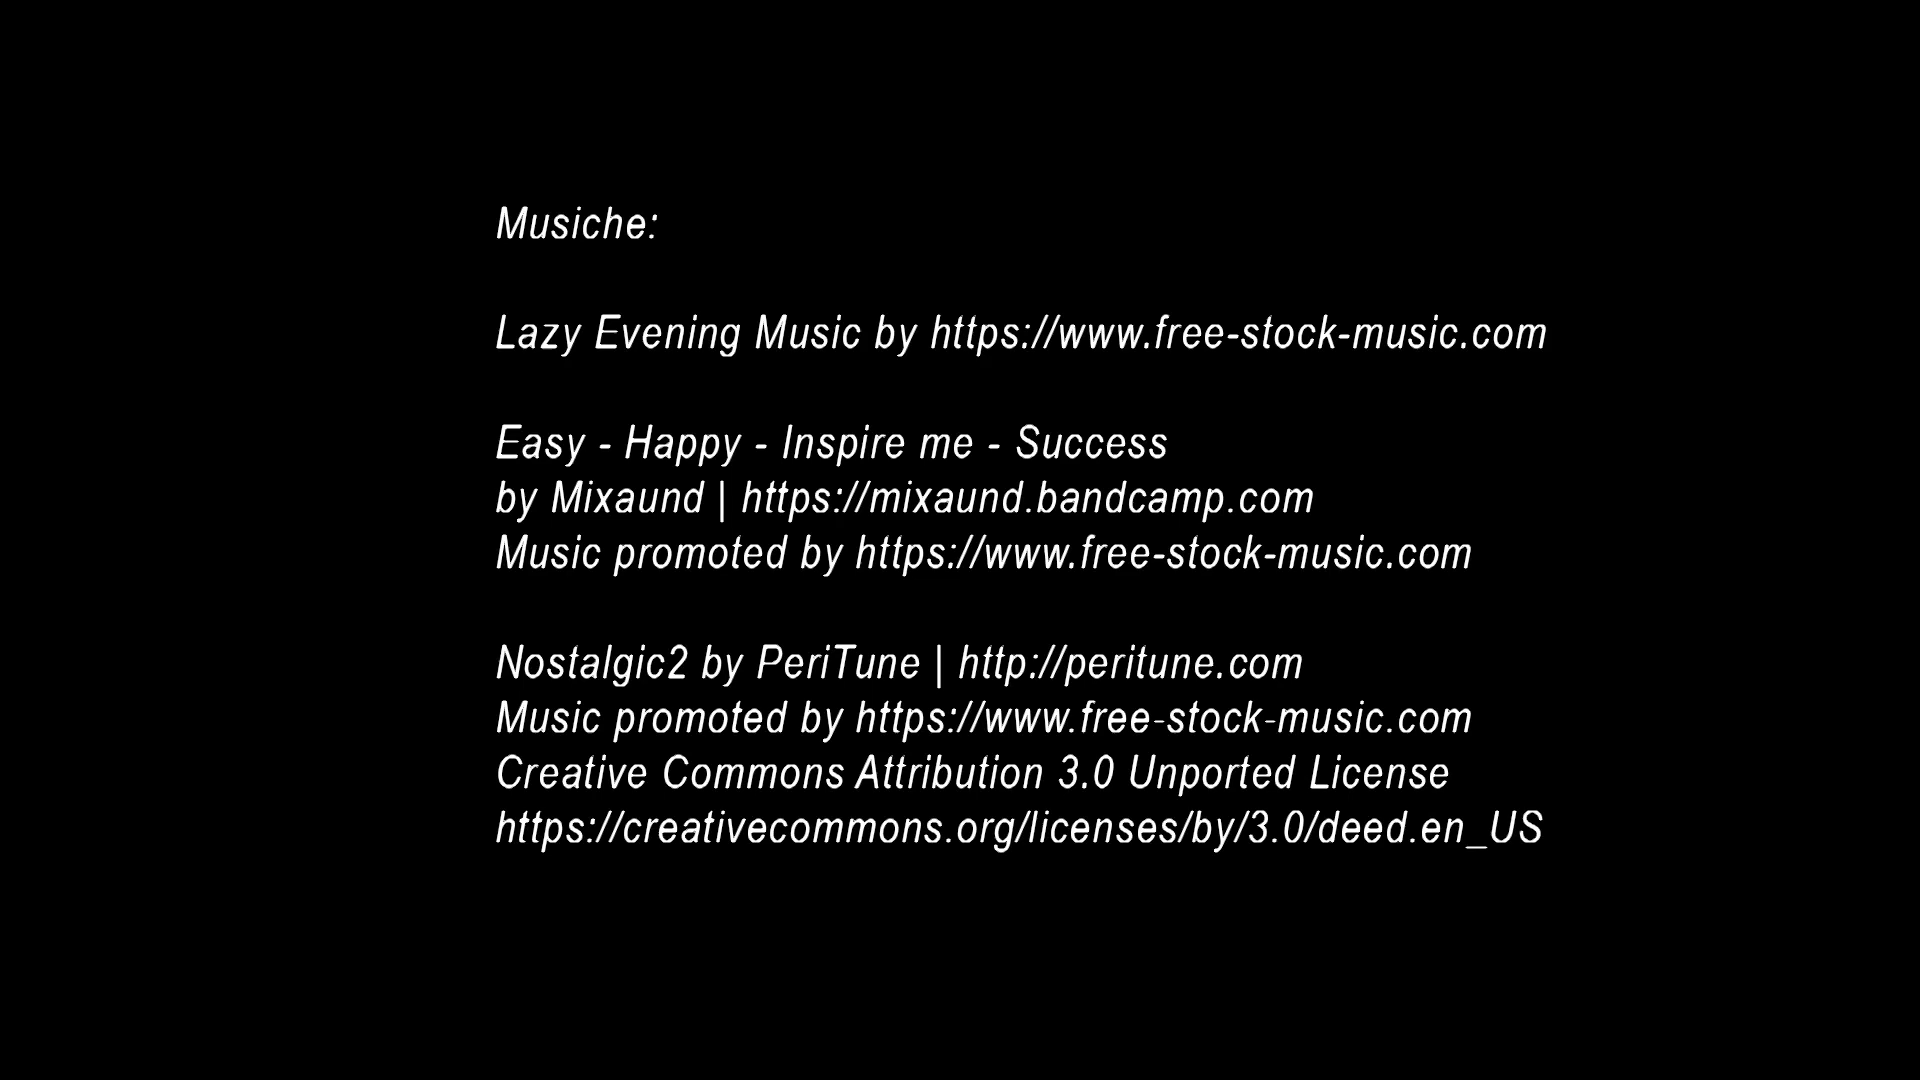 Musiche:
Lazy Evening Music by https://www.free-stock-music.com
Easy - Happy - Inspire me - Success
by Mixaund | https://mixaund.bandcamp.com
Music promoted by https://www.free-stock-music.com
Nostalgic2 by PeriTune | http://peritune.com
Music promoted by https://www.free-stock-music.com
Creative Commons Attribution 3.0 Unported License
https://creativecommons.org/licenses/by/3.0/deed.en_US